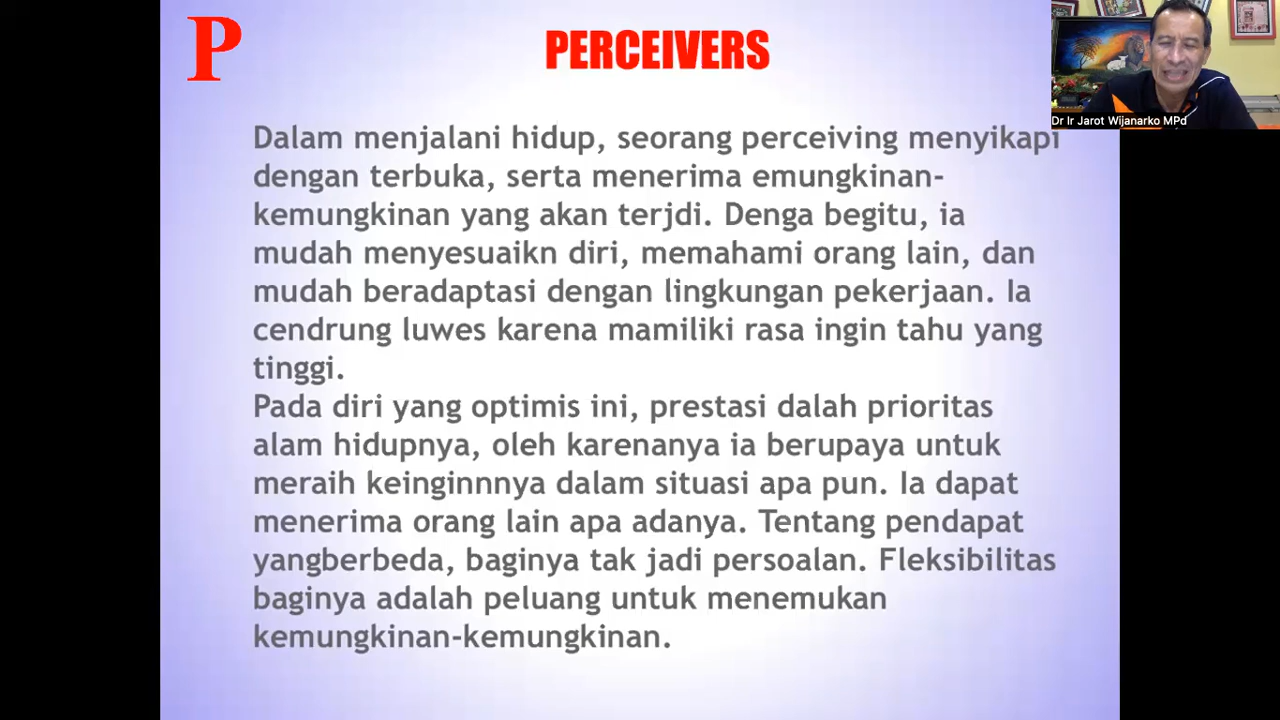 P
PERCEIVERS
Dr Ir Jarot Wijanarko MPd
Dalam menjalani hidup, seorang perceiving menyikapi
dengan terbuka, serta menerima emungkinan-
kemungkinan yang akan terjdi. Denga begitu, ia
mudah menyesuaikn diri, memahami orang lain, dan
mudah beradaptasi dengan lingkungan pekerjaan. Ia
cendrung luwes karena mamiliki rasa ingin tahu yang
tinggi.
Pada diri yang optimis ini, prestasi dalah prioritas
alam hidupnya, oleh karenanya ia berupaya untuk
meraih keinginnnya dalam situasi apa pun. Ia dapat
menerima orang lain apa adanya. Tentang pendapat
yangberbeda, baginya tak jadi persoalan. Fleksibilitas
baginya adalah peluang untuk menemukan
kemungkinan-kemungkinan.